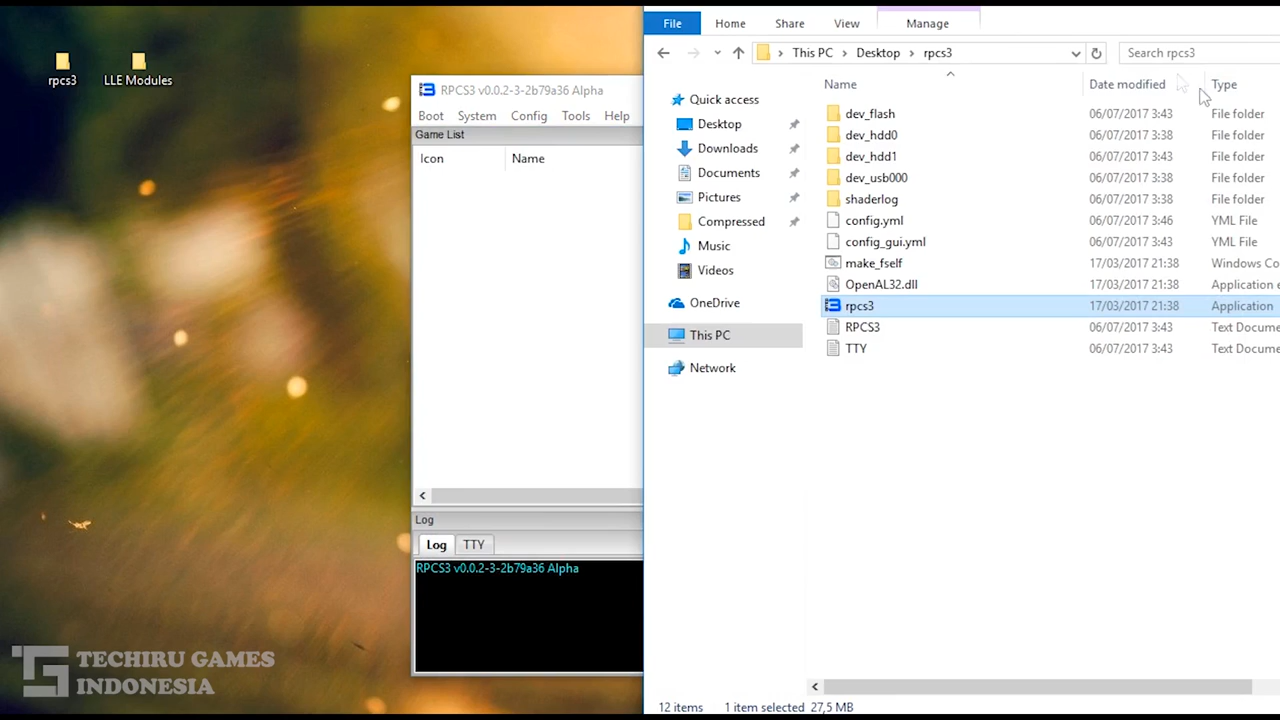 rpcs3
LLE Modules
RPCS3 v0.0.2-3-2b79a36 Alpha
Boot System Config Tools Help
Game List
Icon Name
Log
Log TTY
RPCS3 v0.0.2-3-2b79a36 Alpha
File Home Share View Manage
This PC Desktop rpcs3 Search rpcs3
Quick access
Desktop
Downloads
Documents
Pictures
Compressed
Music
Videos
OneDrive
This PC
Network
Name Date modified Type
dev_flash 06/07/2017 3:43 File folder
dev_hdd0 06/07/2017 3:38 File folder
dev_hdd1 06/07/2017 3:43 File folder
dev_usb000 06/07/2017 3:38 File folder
shaderlog 06/07/2017 3:38 File folder
config.yml 06/07/2017 3:46 YML File
config_gui.yml 06/07/2017 3:43 YML File
make_fself 17/03/2017 21:38 Windows Co
OpenAL32.dll 17/03/2017 21:38 Application e
rpcs3 17/03/2017 21:38 Application
RPCS3 06/07/2017 3:43 Text Docume
TTY 06/07/2017 3:43 Text Docume
12 items 1 item selected 27,5 MB
TECHIRU GAMES
INDONESIA